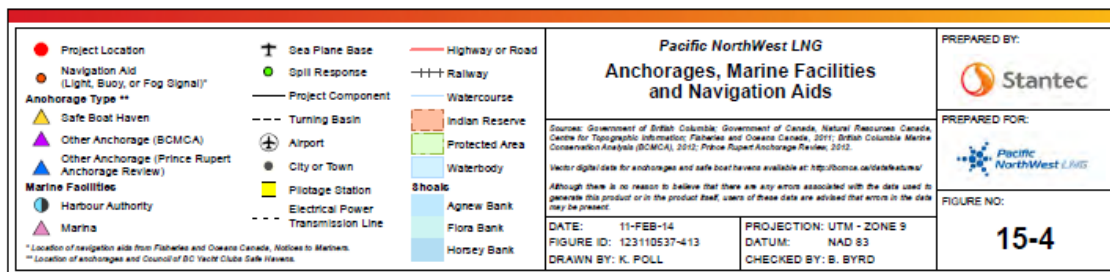 Project Location
Navigation Aid
(Light, Buoy, or Fog Signal)*
Anchorage Type **
Safe Boat Haven
Other Anchorage (BCMCA)
Other Anchorage (Prince Rupert
Anchorage Review)
Marine Facilities
Harbour Authority
Marina
Sea Plane Base
Spill Response
Project Component
Turning Basin
Airport
City or Town
Pilotage Station
Electrical Power
Transmission Line
Highway or Road
Railway
Watercourse
Indian Reserve
Protected Area
Waterbody
Shoals
Agnew Bank
Flora Bank
Horsey Bank
* Location of navigation aids from Fisheries and Oceans Canada, Notices to Mariners.
** Location of anchorages and Council of BC Yacht Clubs Safe Havens.
Pacific NorthWest LNG
Anchorages, Marine Facilities
and Navigation Aids
Sources: Government of British Columbia; Government of Canada, Natural Resources Canada,
Centre for Topographic Information; Fisheries and Oceans Canada, 2011; British Columbia Marine
Conservation Analysis (BCMCA), 2012; Prince Rupert Anchorage Review, 2012.
Vector digital data for anchorages and safe boat havens available at: http://bcmca.ca/datafeatures/
Although there is no reason to believe that there are any errors associated with the data used to
generate this product or in the product itself, users of these data are advised that errors in the data
may be present.
DATE: 11-FEB-14
FIGURE ID: 123110537-413
DRAWN BY: K. POLL
PROJECTION: UTM - ZONE 9
DATUM: NAD 83
CHECKED BY: B. BYRD
PREPARED BY:
Stantec
PREPARED FOR:
Pacific
NorthWest LNG
FIGURE NO:
15-4